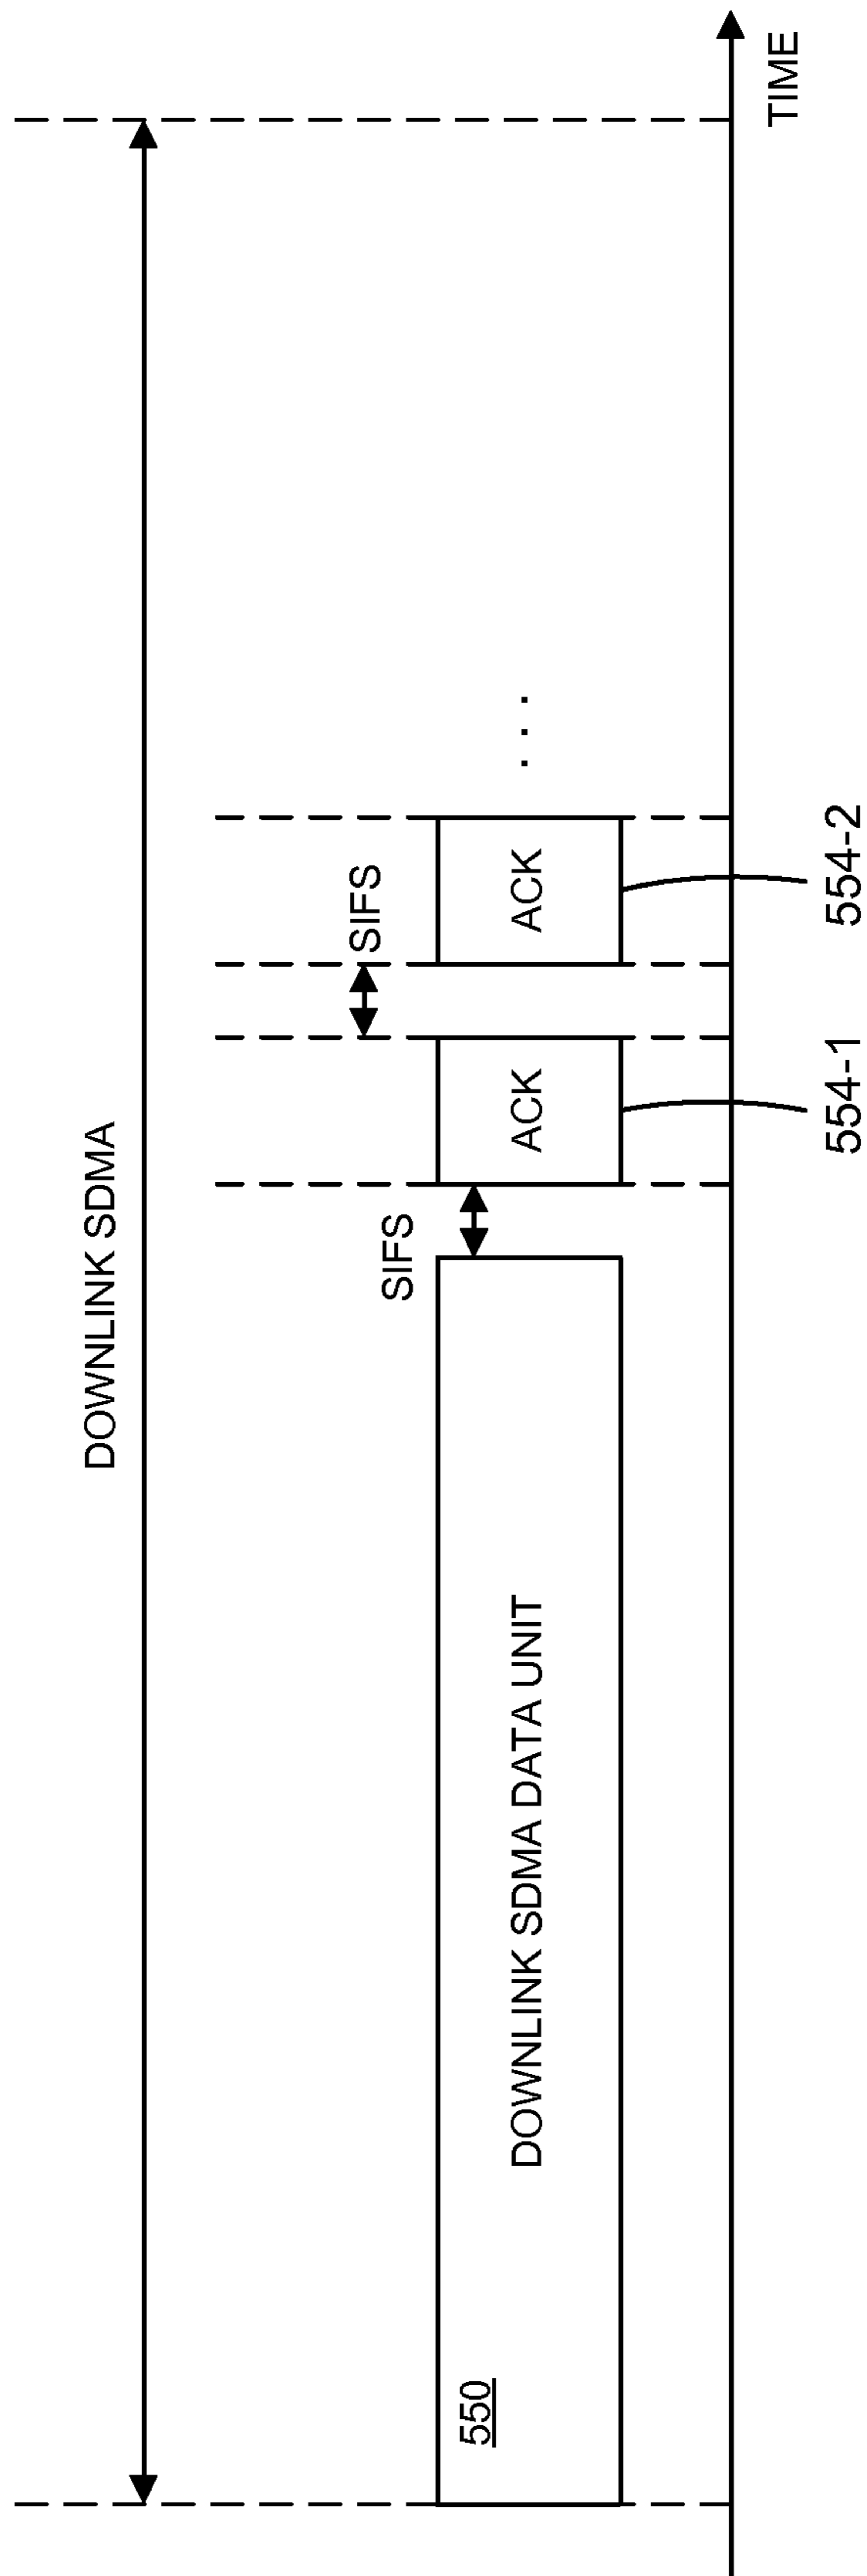 DOWNLINK SDMA
SIFS
SIFS
550
DOWNLINK SDMA DATA UNIT
ACK
ACK
. . .
TIME
554-1
554-2